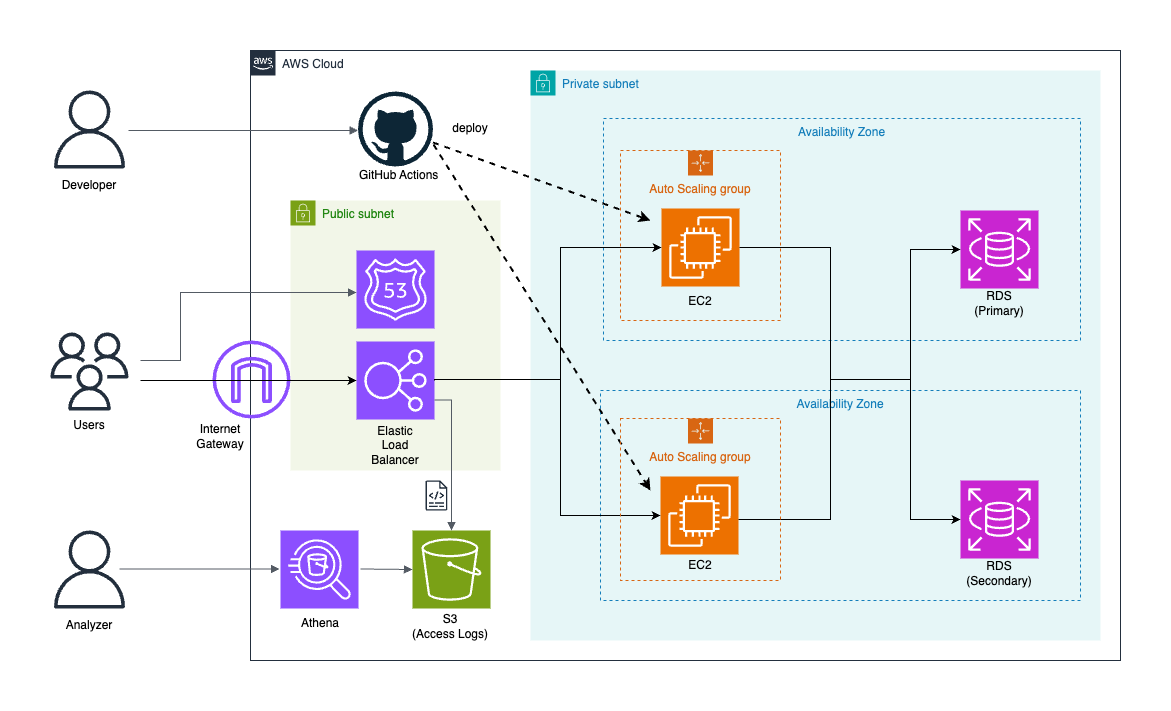 aws
AWS Cloud
Private subnet
Developer
GitHub Actions
deploy
Availability Zone
Auto Scaling group
EC2
RDS
(Primary)
Public subnet
53
Users
Internet
Gateway
Elastic
Load
Balancer
</>
Availability Zone
Auto Scaling group
EC2
RDS
(Secondary)
Analyzer
Athena
S3
(Access Logs)